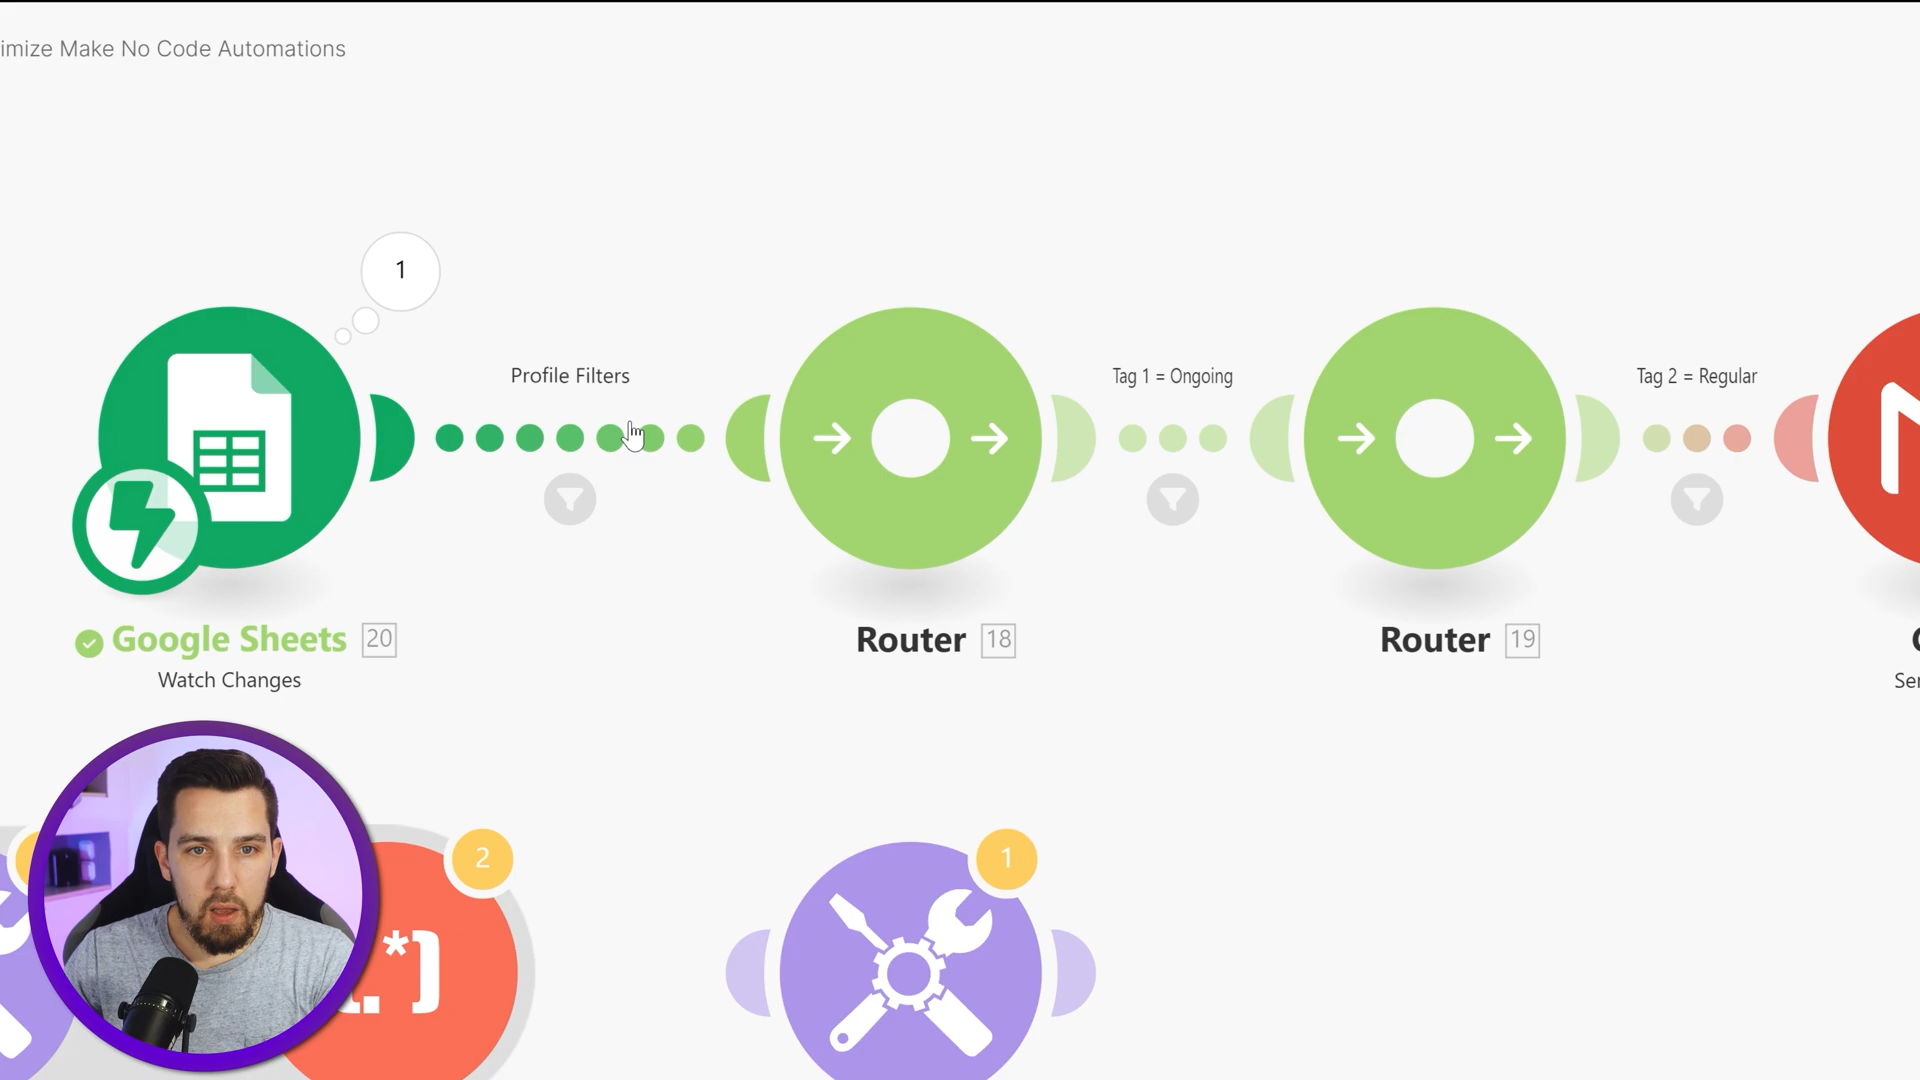 imize Make No Code Automations
1
Profile Filters
Tag 1 = Ongoing
Tag 2 = Regular
Google Sheets 20
Watch Changes
Router 18
Router 19
2
1
*)